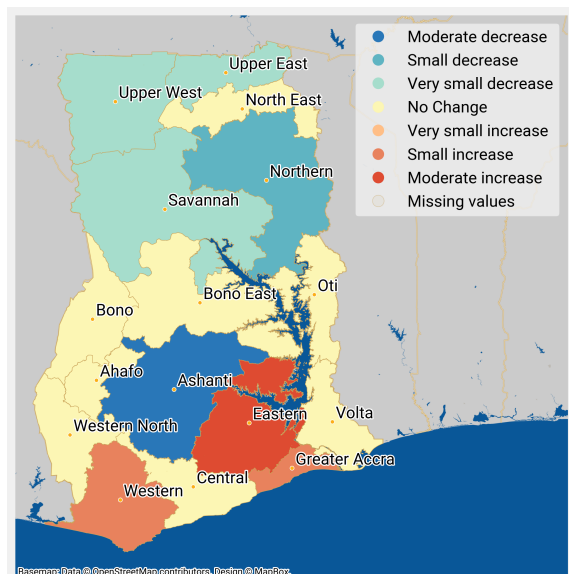 Moderate decrease
Small decrease
Very small decrease
No Change
Very small increase
Small increase
Moderate increase
Missing values
Upper East
Upper West
North East
Northern
Savannah
Oti
Bono East
Bono
Ahafo
Ashanti
Eastern
Volta
Western North
Greater Accra
Central
Western
Basemap: Data © OpenStreetMap contributors, Design © MapBox